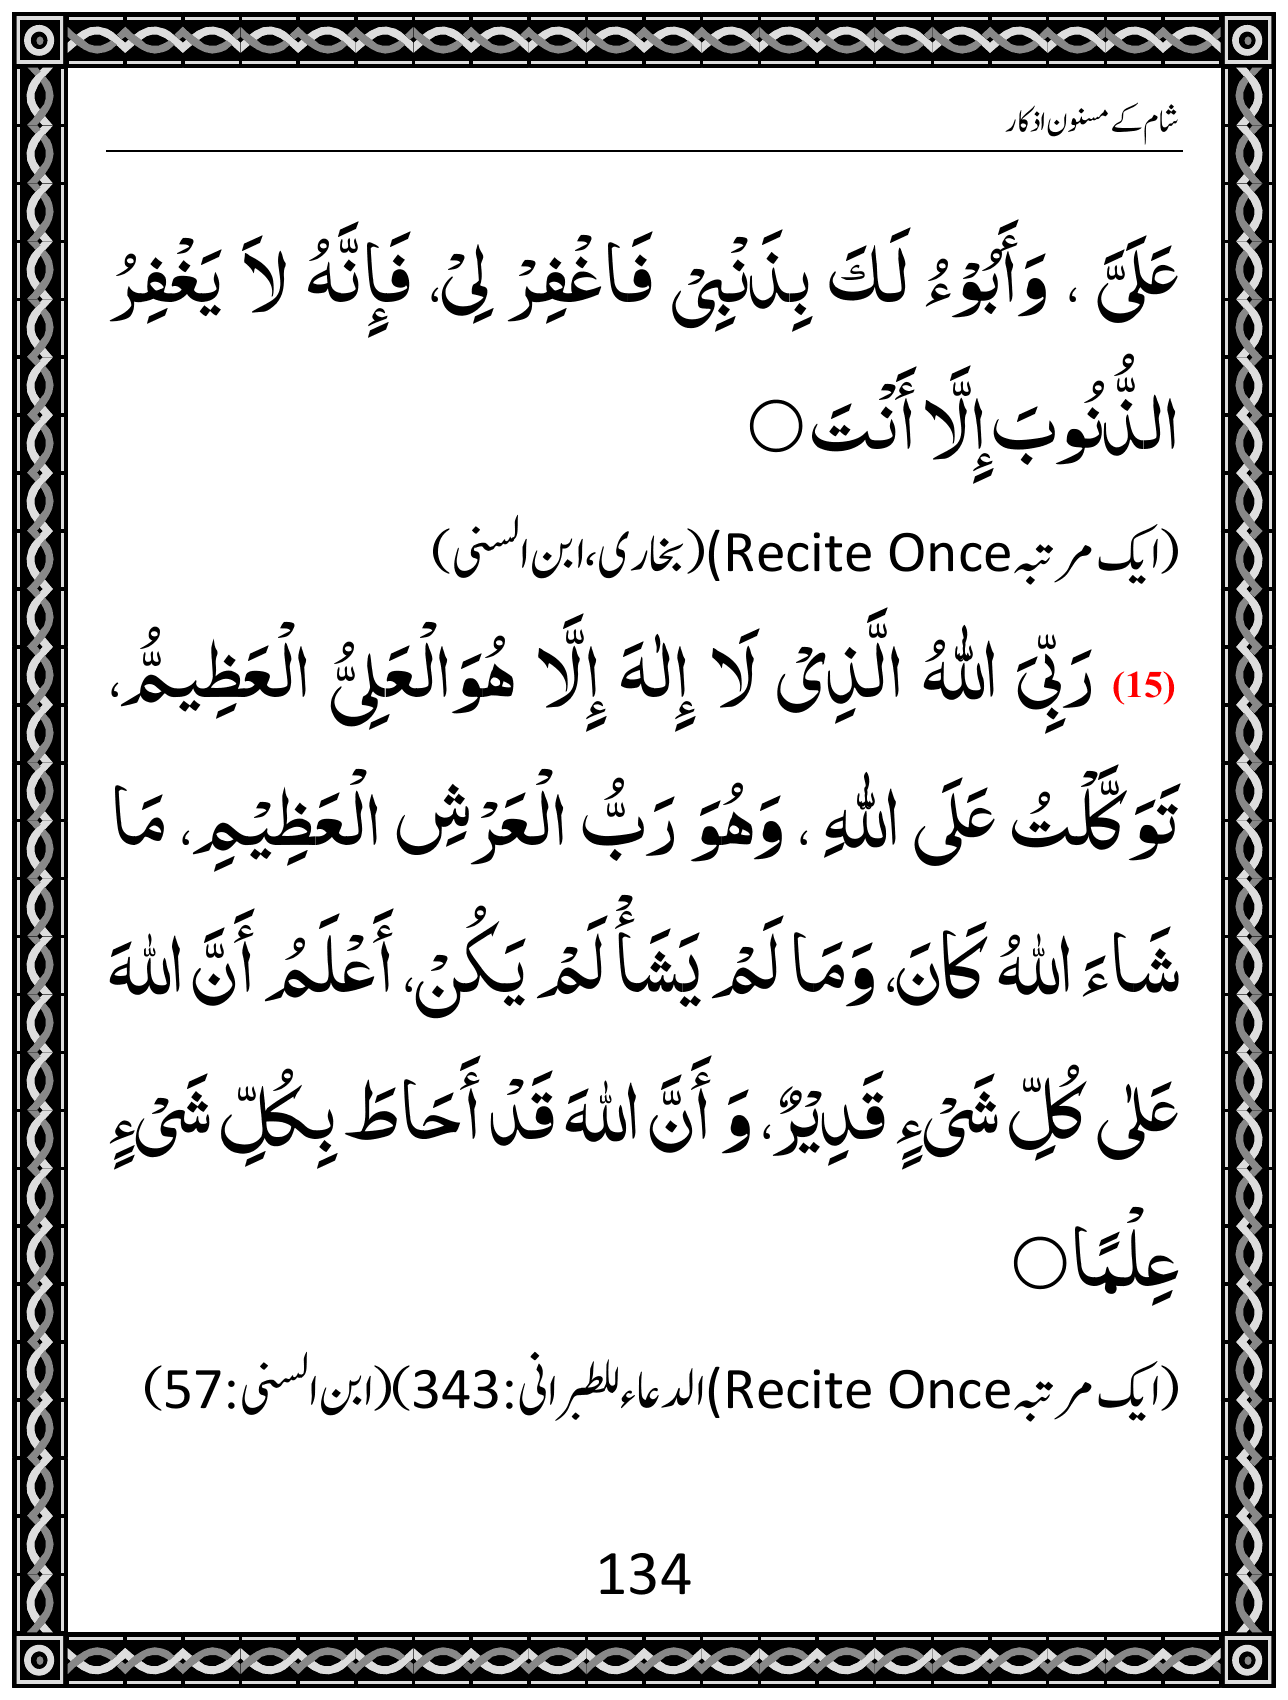 شام کے مسنون اذکار
عَلَیَّ ، وَأَبُوْءُ لَكَ بِذَنْبِیْ فَاغْفِرْ لِیْ، فَإِنَّهُ لاَ يَغْفِرُ
الذُّنُوبَ إِلَّا أَنْتَ○
(ایک مرتبہ Recite Once)(بخاری،ابن السنی)
(15) رَبِّیَ اللّٰهُ الَّذِیْ لَا إِلٰهَ إِلَّا هُوَ الْعَلِیُّ الْعَظِيمُّ،
تَوَكَّلْتُ عَلَی اللّٰهِ ، وَهُوَ رَبُّ الْعَرْشِ الْعَظِيْمِ، مَا
شَاءَ اللّٰهُ كَانَ، وَمَا لَمْ يَشَأْ لَمْ يَكُنْ، أَعْلَمُ أَنَّ اللّٰهَ
عَلٰی كُلِّ شَیْءٍ قَدِيْرٌ، وَ أَنَّ اللّٰهَ قَدْ أَحَاطَ بِكُلِّ شَیْءٍ
عِلْمًا○
(ایک مرتبہ Recite Once)(الدعاء للطبرانی:343)(ابن السنی:57)
134